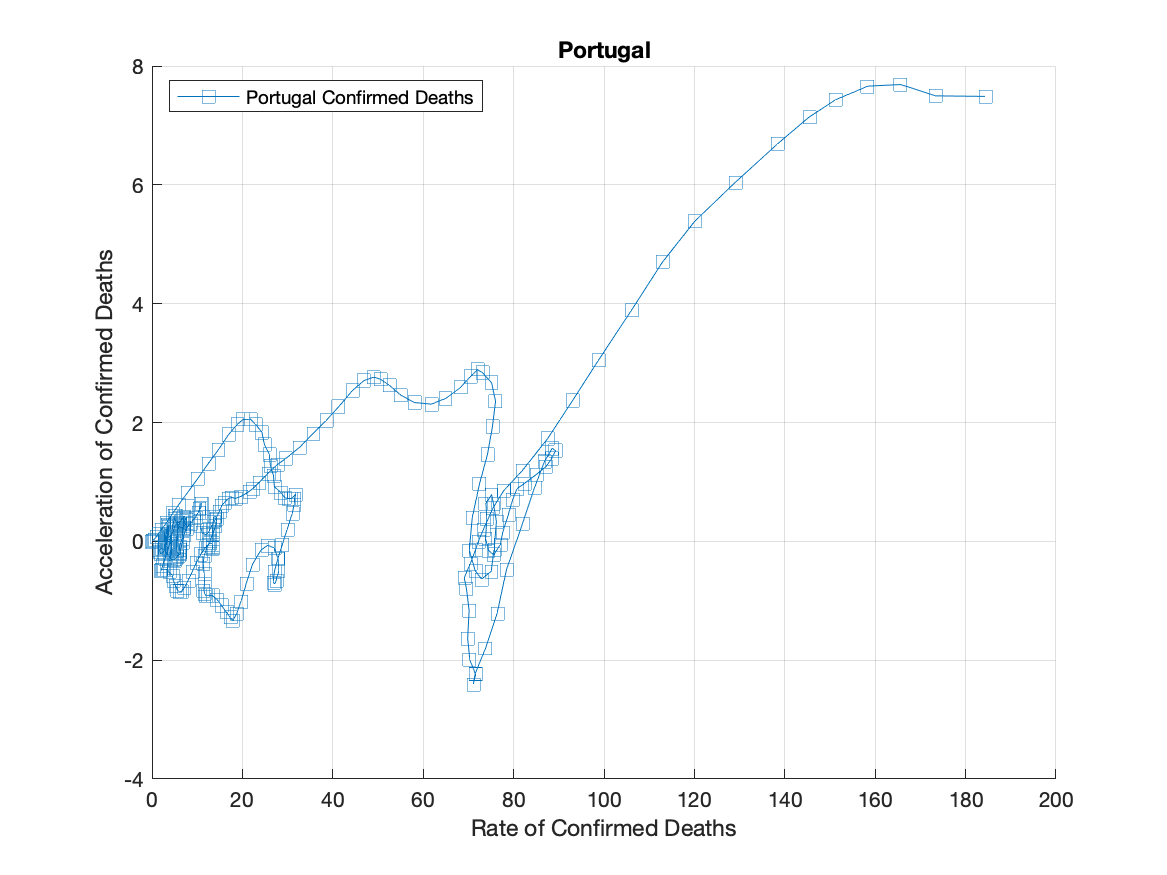 Portugal
Portugal Confirmed Deaths
8
6
4
2
0
-2
-4
Acceleration of Confirmed Deaths
0 20 40 60 80 100 120 140 160 180 200
Rate of Confirmed Deaths